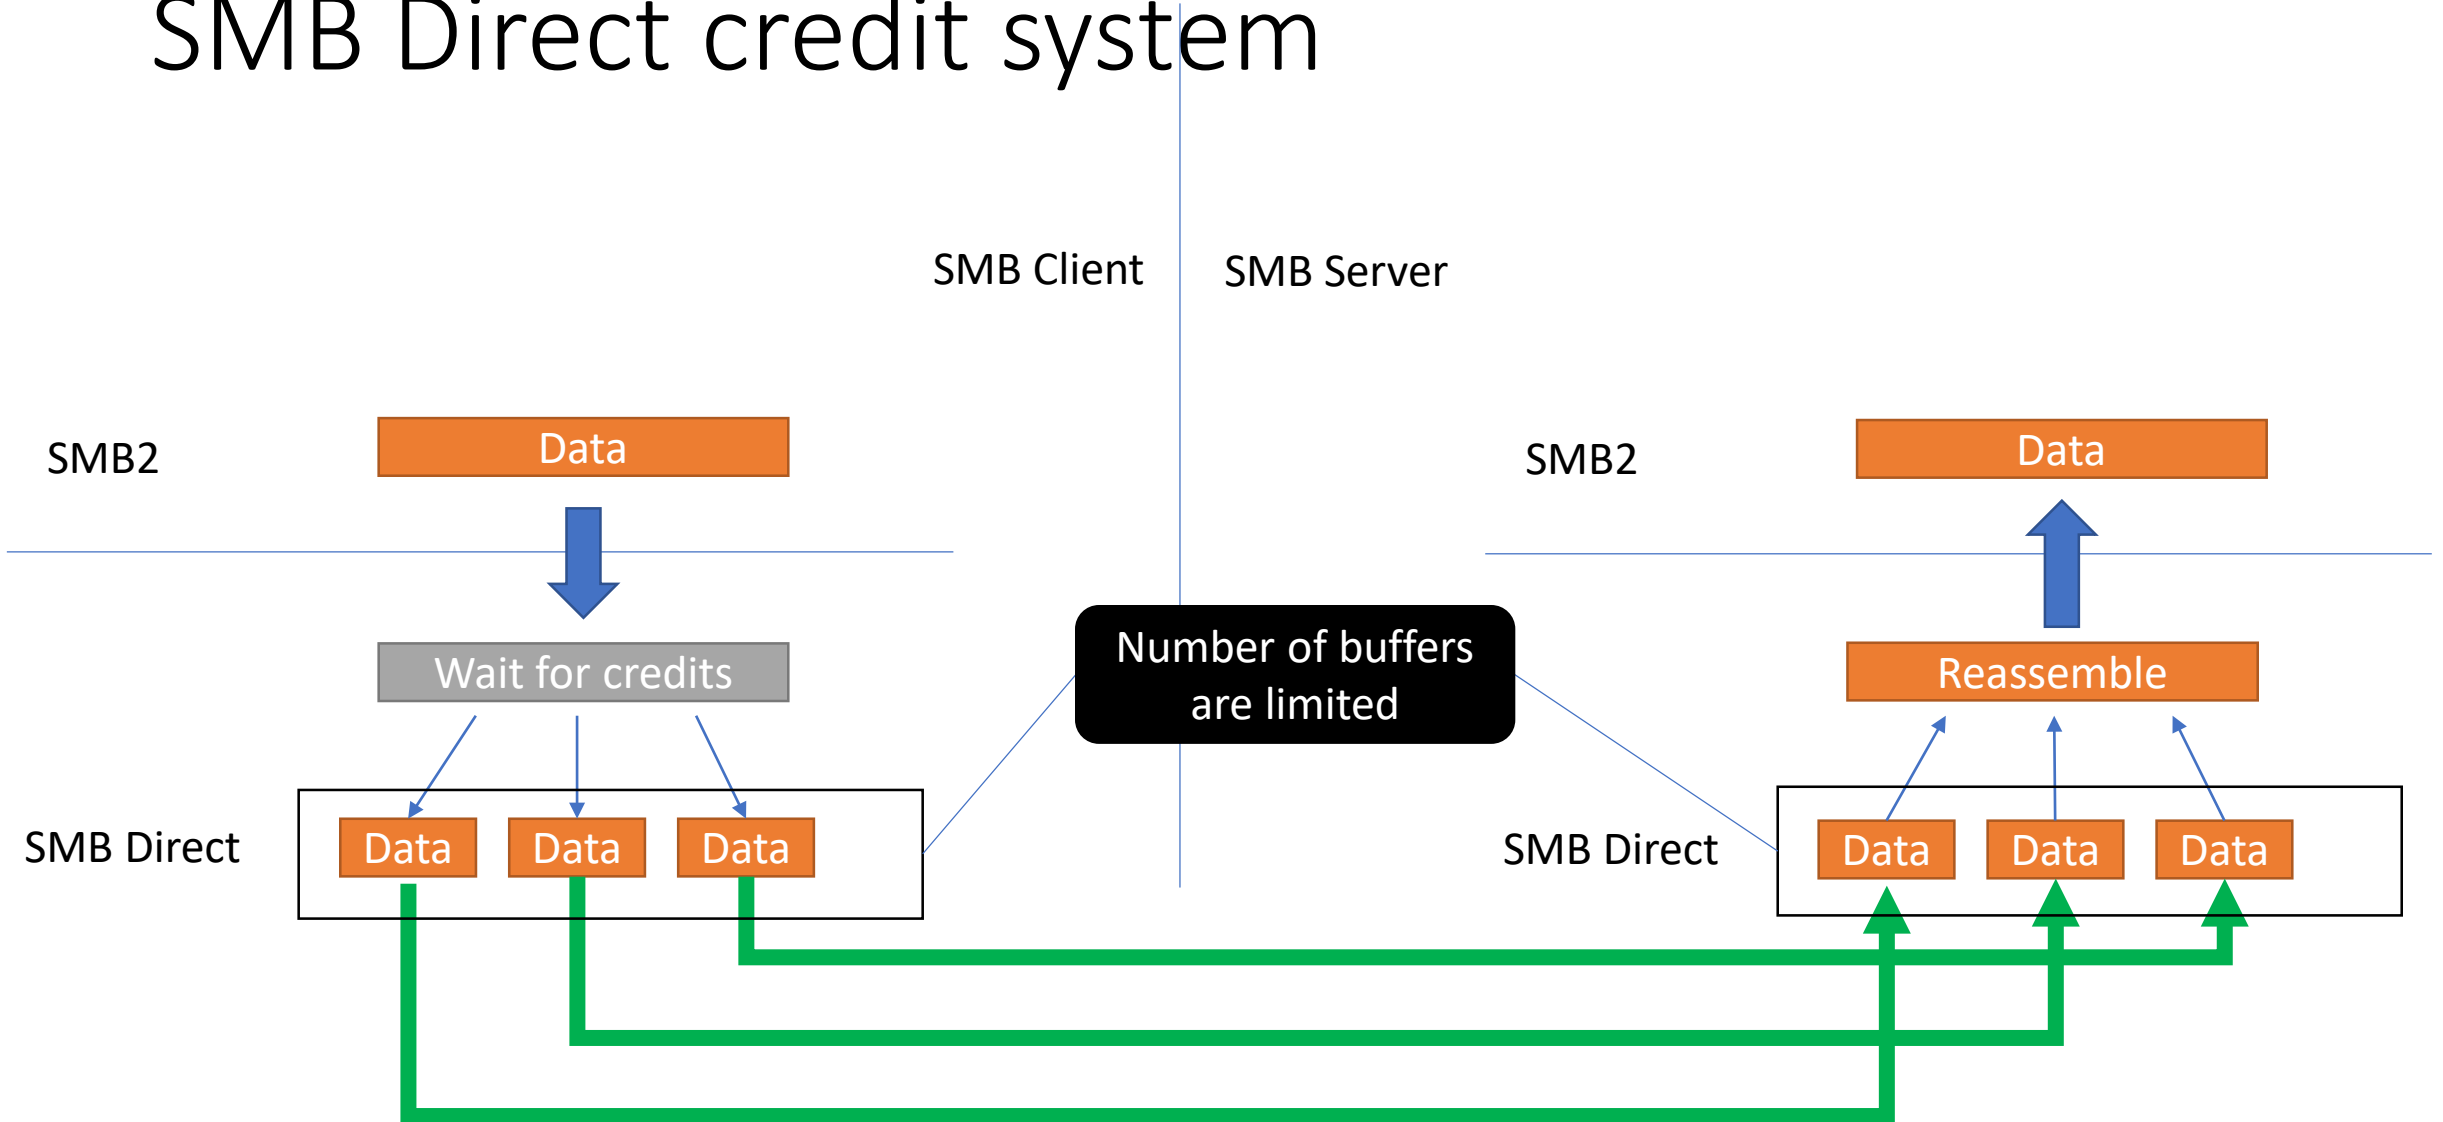 SMB Direct credit system
SMB Client
SMB Server
SMB2
Data
SMB2
Data
Number of buffers
are limited
Wait for credits
Reassemble
SMB Direct
Data
Data
Data
SMB Direct
Data
Data
Data